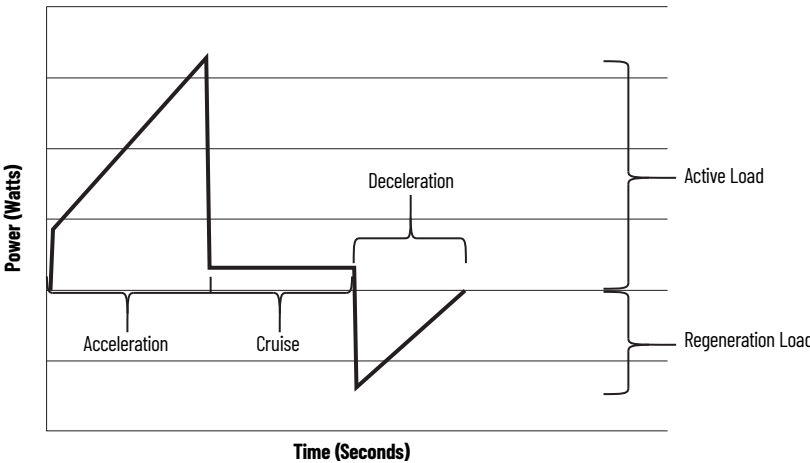 Power (Watts)
Deceleration
Active Load
Acceleration
Cruise
Regeneration Load
Time (Seconds)